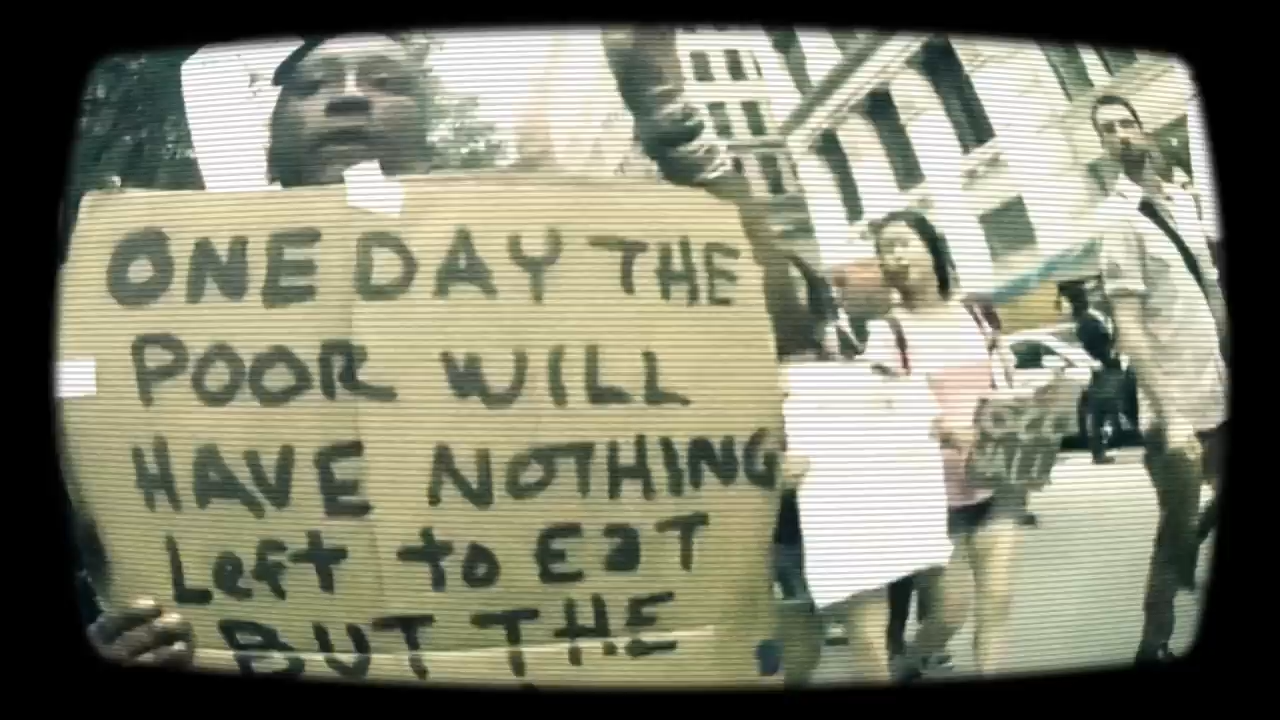 ONE DAY THE
POOR WILL
HAVE NOTHING
Left to EaT
BUT THE